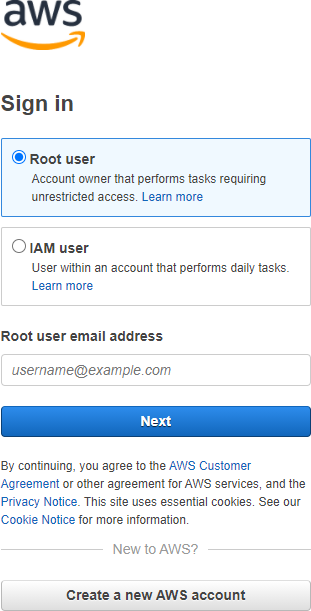 aws
Sign in
Root user
Account owner that performs tasks requiring
unrestricted access. Learn more
IAM user
User within an account that performs daily tasks.
Learn more
Root user email address
username@example.com
Next
By continuing, you agree to the AWS Customer
Agreement or other agreement for AWS services, and the
Privacy Notice. This site uses essential cookies. See our
Cookie Notice for more information.
New to AWS?
Create a new AWS account